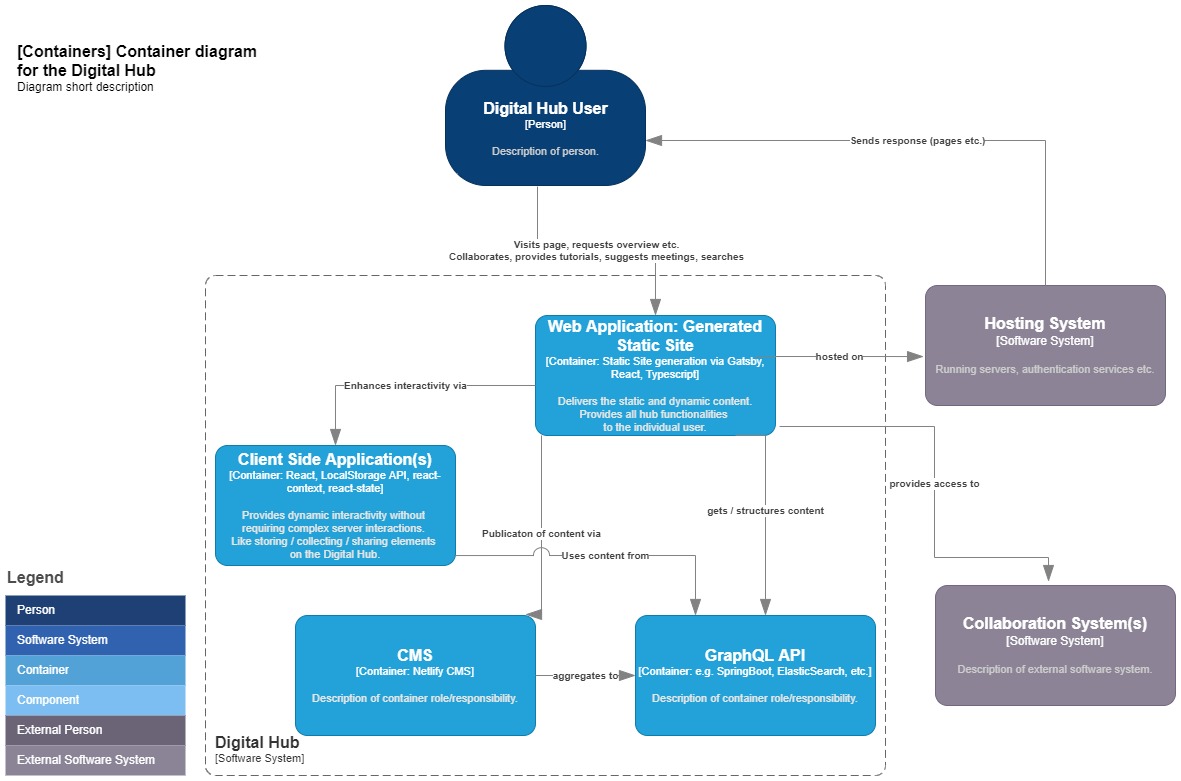 [Containers] Container diagram
for the Digital Hub
Diagram short description
Digital Hub User
[Person]
Description of person.
Sends response (pages etc.)
Visits page, requests overview etc.
Collaborates, provides tutorials, suggests meetings, searches
Web Application: Generated
Static Site
[Container: Static Site generation via Gatsby,
React, Typescript]
Delivers the static and dynamic content.
Provides all hub functionalities
to the individual user.
hosted on
Hosting System
[Software System]
Running servers, authentication services etc.
Enhances interactivity via
Client Side Application(s)
[Container: React, LocalStorage API, react-
context, react-state]
Provides dynamic interactivity without
requiring complex server interactions.
Like storing / collecting / sharing elements
on the Digital Hub.
provides access to
gets / structures content
Publicaton of content via
Uses content from
CMS
[Container: Netlify CMS]
Description of container role/responsibility.
aggregates to
GraphQL API
[Container: e.g. SpringBoot, ElasticSearch, etc.]
Description of container role/responsibility.
Collaboration System(s)
[Software System]
Description of external software system.
Digital Hub
[Software System]
Legend
Person
Software System
Container
Component
External Person
External Software System